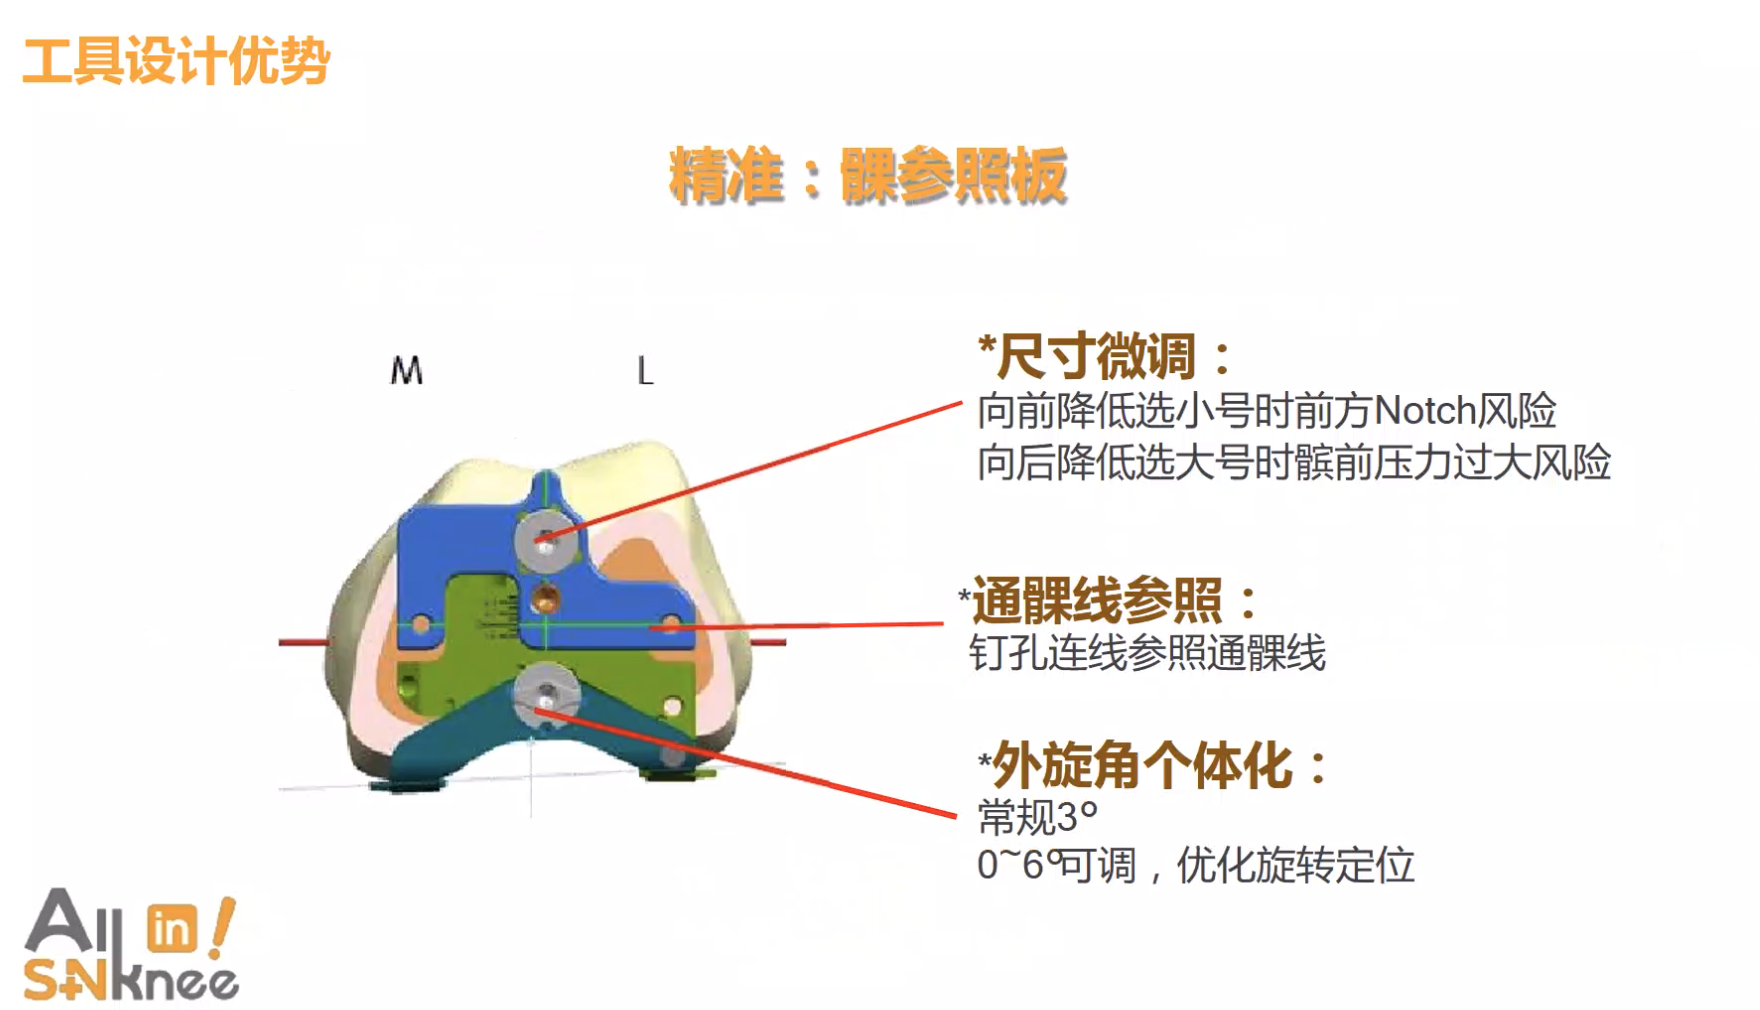 工具设计优势
精准：髁参照板
M
L
*尺寸微调：
向前降低选小号时前方Notch风险
向后降低选大号时髌前压力过大风险
*通髁线参照：
钉孔连线参照通髁线
*外旋角个体化：
常规3°
0~6°可调，优化旋转定位
All in!
S+N knee